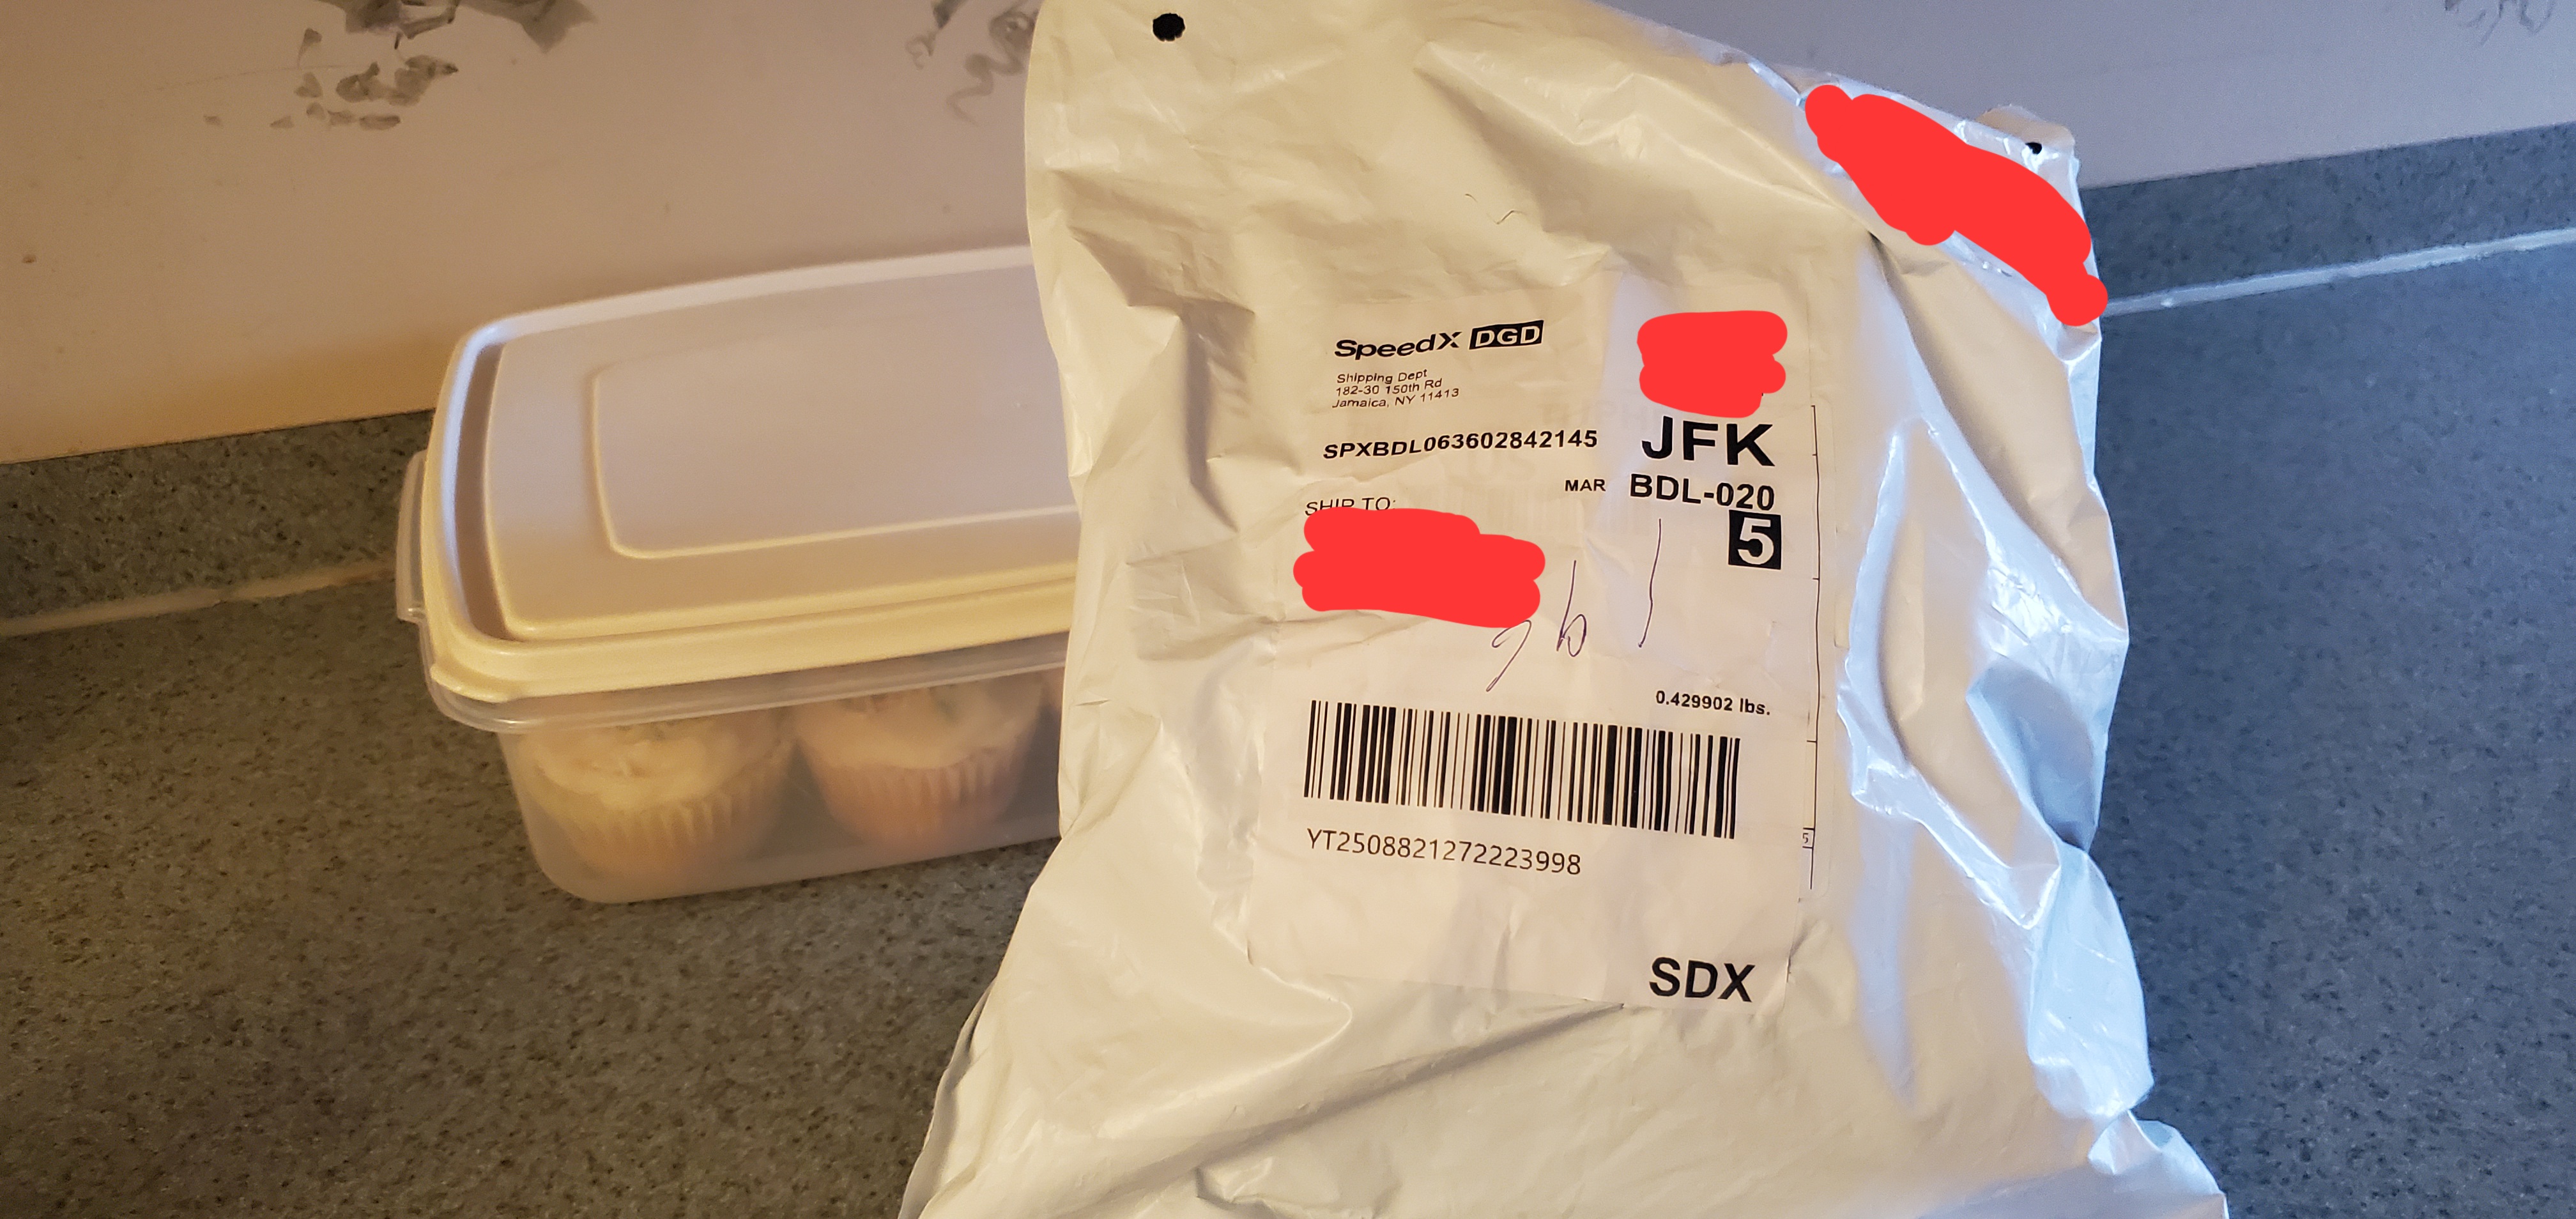 SpeedX DGD
Shipping Dept
182-30 150th Rd
Jamaica, NY 11413
SPXBDL063602842145
JFK
MAR BDL-020
5
SHIP TO:
0.429902 lbs.
YT2508821272223998
SDX